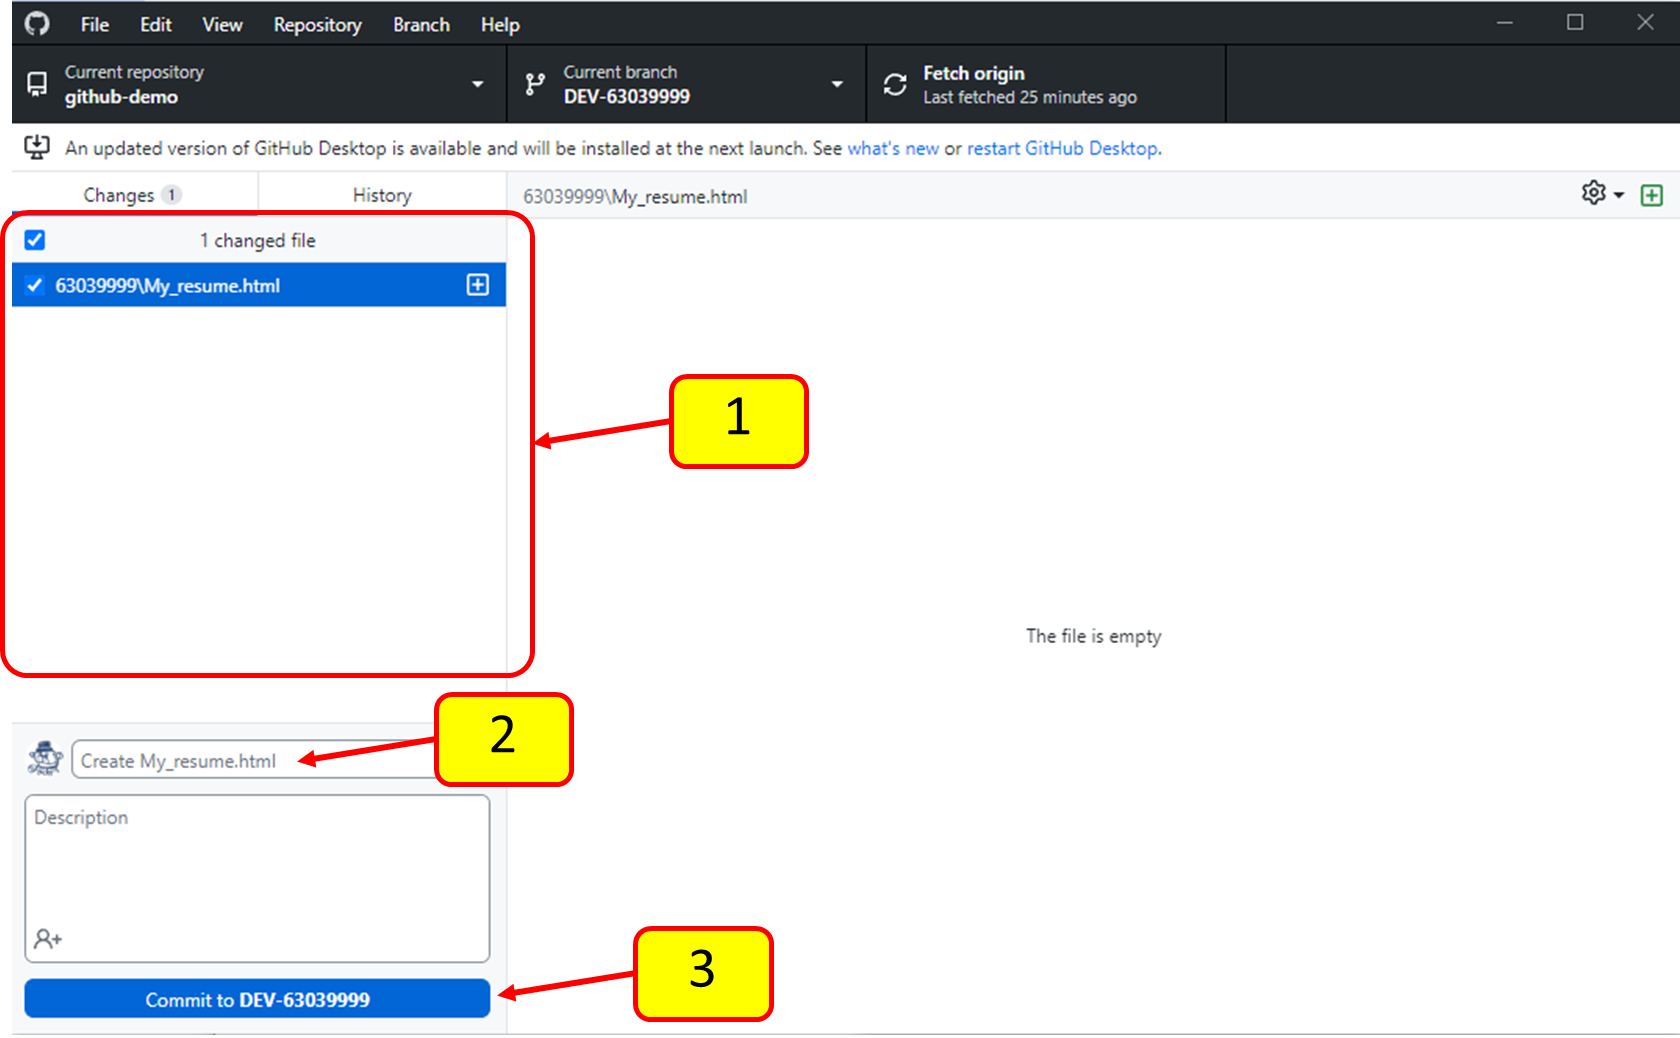 File Edit View Repository Branch Help
Current repository
github-demo
Current branch
DEV-63039999
Fetch origin
Last fetched 25 minutes ago
An updated version of GitHub Desktop is available and will be installed at the next launch. See what's new or restart GitHub Desktop.
Changes 1
History
63039999\My_resume.html
1 changed file
63039999\My_resume.html
1
The file is empty
2
Create My_resume.html
Description
3
Commit to DEV-63039999